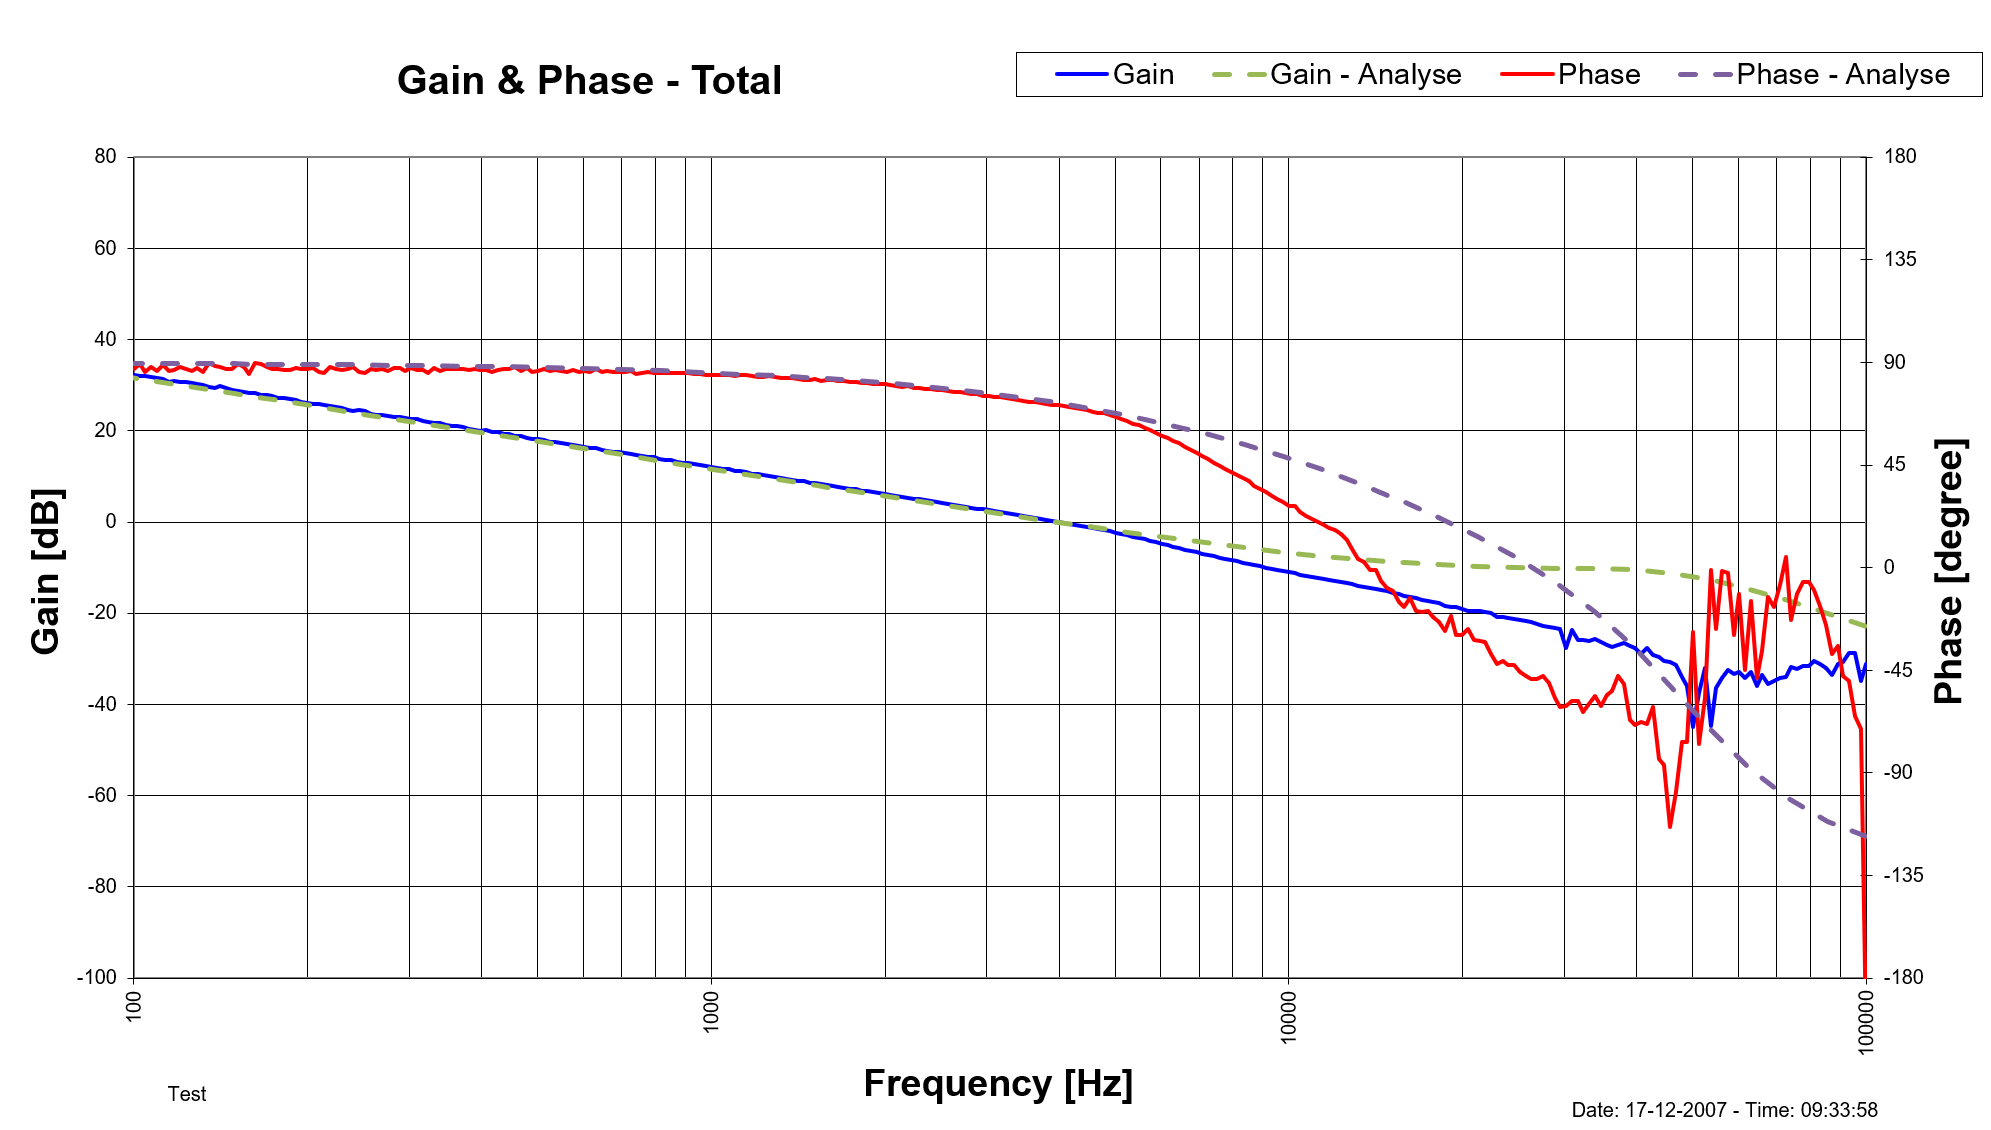 Gain & Phase - Total
Gain
Gain - Analyse
Phase
Phase - Analyse
Gain [dB]
80
60
40
20
0
-20
-40
-60
-80
-100
180
135
90
45
0
-45
-90
-135
-180
Phase [degree]
100
1000
10000
100000
Frequency [Hz]
Test
Date: 17-12-2007 - Time: 09:33:58